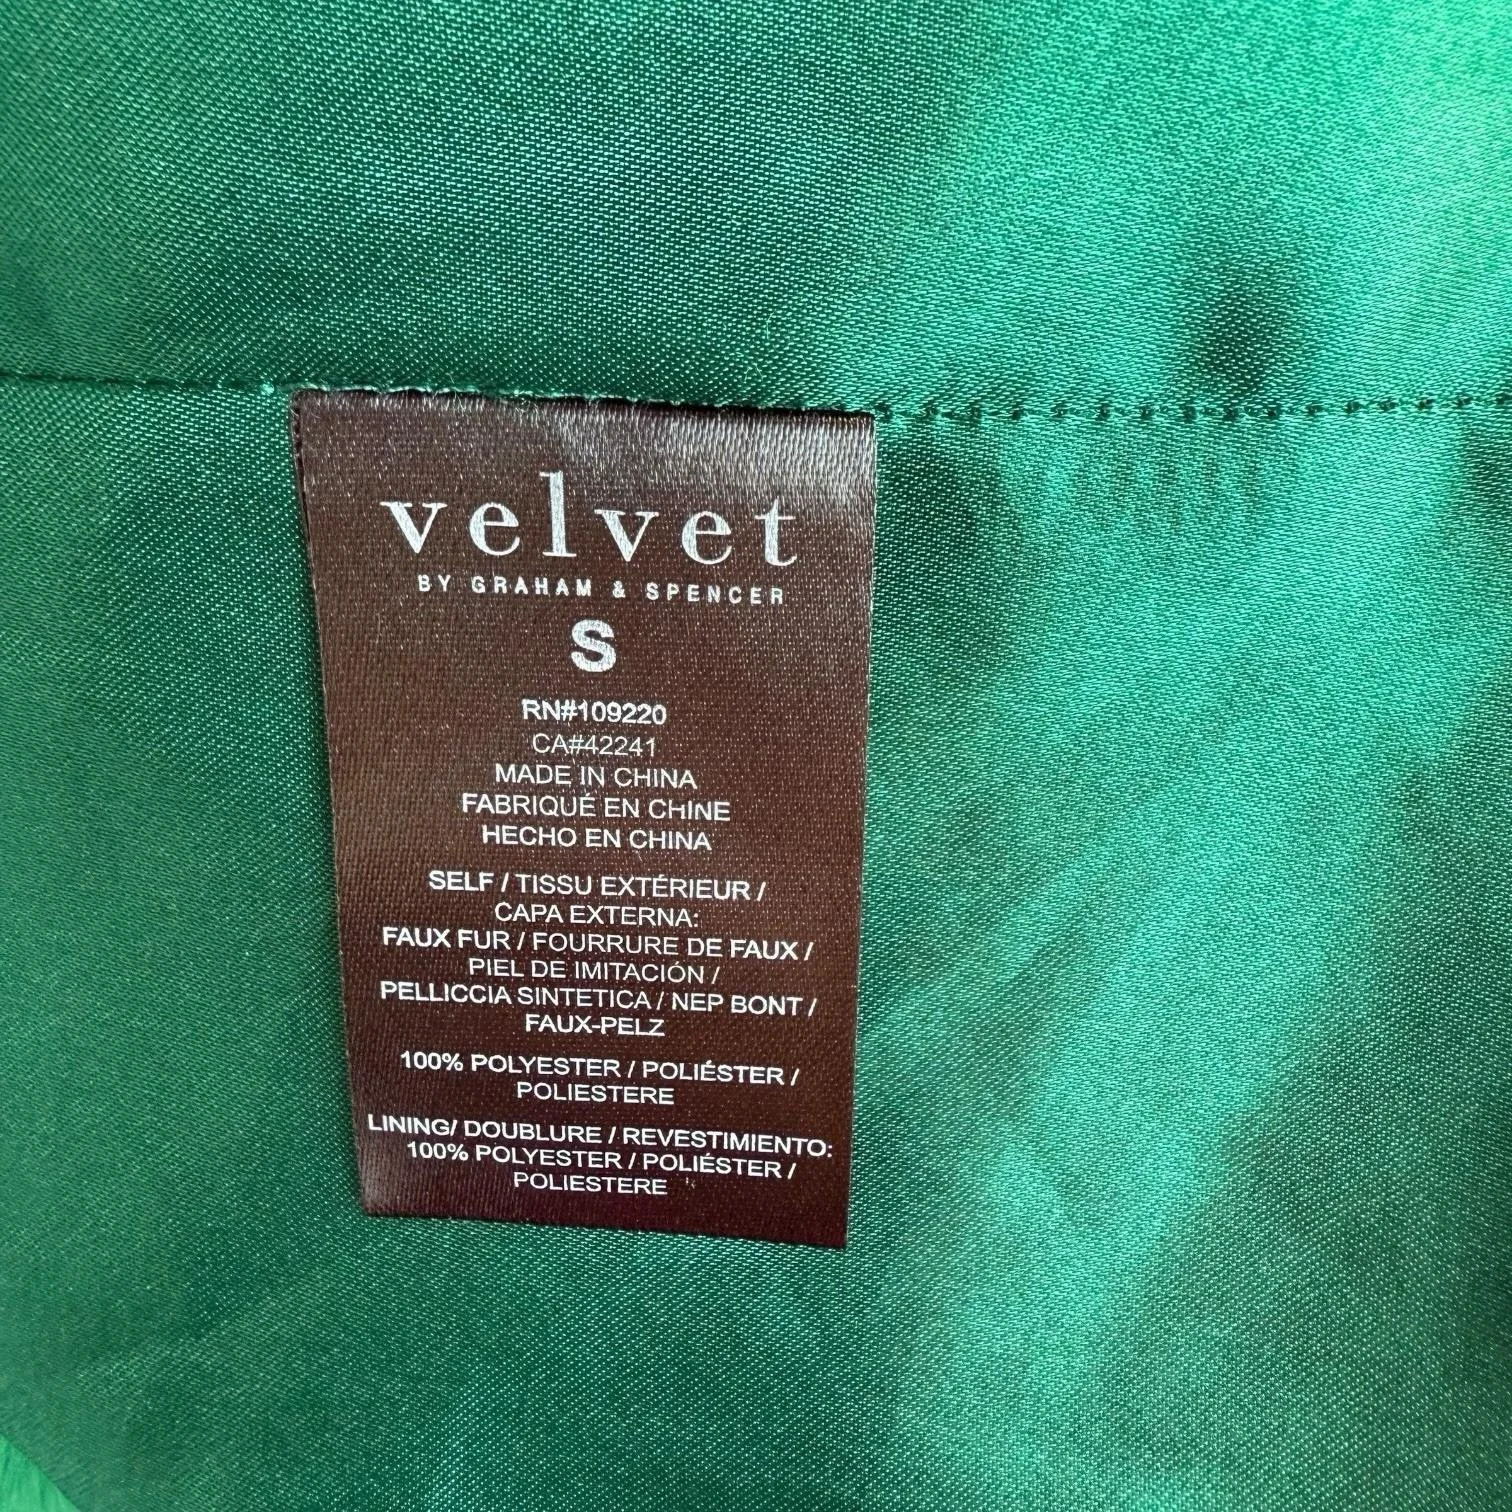 velvet
BY GRAHAM & SPENCER
S
RN#109220
CA#42241
MADE IN CHINA
FABRIQUÉ EN CHINE
HECHO EN CHINA
SELF / TISSU EXTÉRIEUR /
CAPA EXTERNA:
FAUX FUR / FOURRURE DE FAUX /
PIEL DE IMITACIÓN /
PELLICCIA SINTETICA / NEP BONT /
FAUX-PELZ
100% POLYESTER / POLIÉSTER /
POLIESTERE
LINING/ DOUBLURE / REVESTIMIENTO:
100% POLYESTER / POLIÉSTER /
POLIESTERE